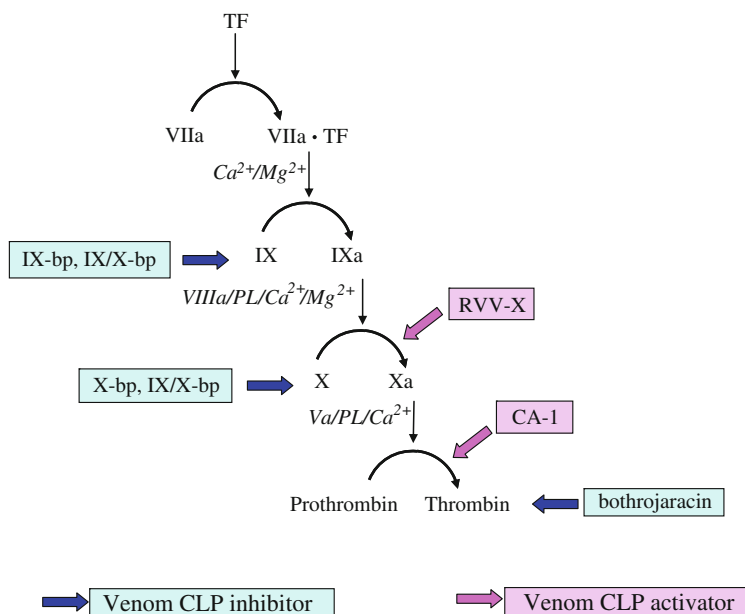 TF
VIIa VIIa · TF
Ca2+/Mg2+
IX-bp, IX/X-bp IX IXa
VIIIa/PL/Ca2+/Mg2+
RVV-X
X-bp, IX/X-bp X Xa
Va/PL/Ca2+
CA-1
Prothrombin Thrombin bothrojaracin
Venom CLP inhibitor Venom CLP activator